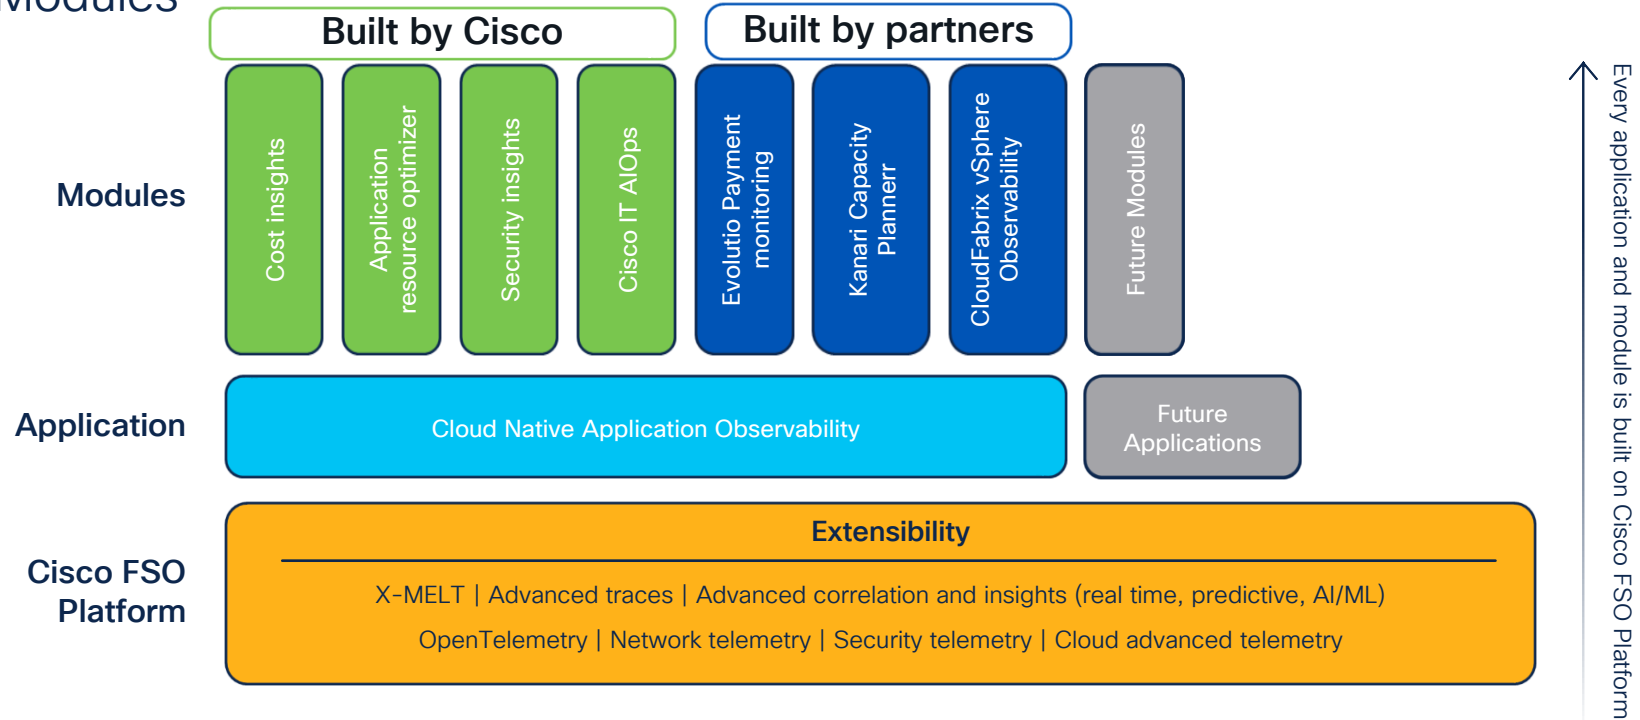 Modules
Built by Cisco
Built by partners
Modules
Cost insights
Application
resource optimizer
Security insights
Cisco IT AIOps
Evolutio Payment
monitoring
Kanari Capacity
Plannerr
CloudFabrix vSphere
Observability
Future Modules
Application
Cloud Native Application Observability
Future
Applications
Cisco FSO
Platform
Extensibility
X-MELT | Advanced traces | Advanced correlation and insights (real time, predictive, AI/ML)
OpenTelemetry | Network telemetry | Security telemetry | Cloud advanced telemetry
Every application and module is built on Cisco FSO Platform